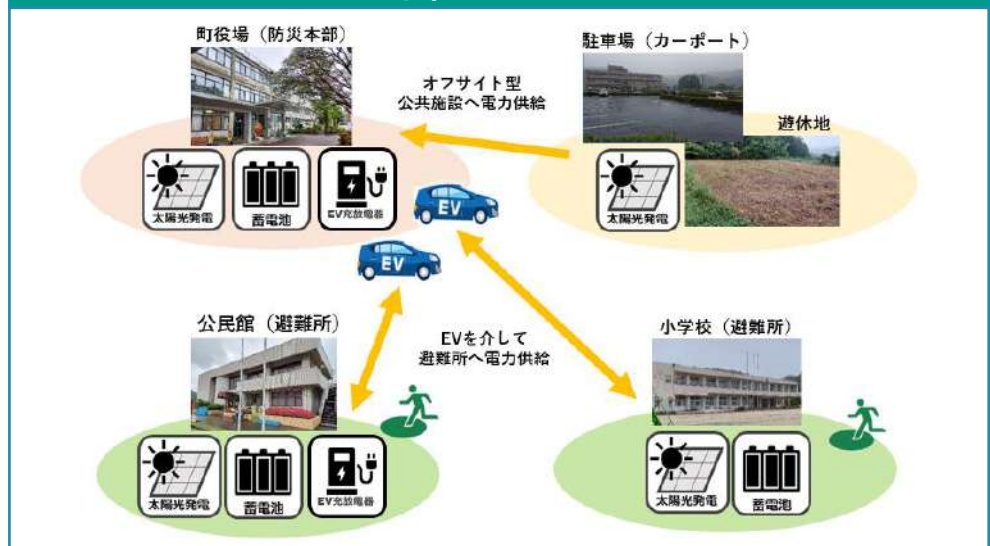 町役場（防災本部）
駐車場（カーポート）
オフサイト型
公共施設へ電力供給
遊休地
太陽光発電
蓄電池
EV充放電器
太陽光発電
EV
EV
公民館（避難所）
EVを介して
避難所へ電力供給
小学校（避難所）
太陽光発電
蓄電池
EV充放電器
太陽光発電
蓄電池